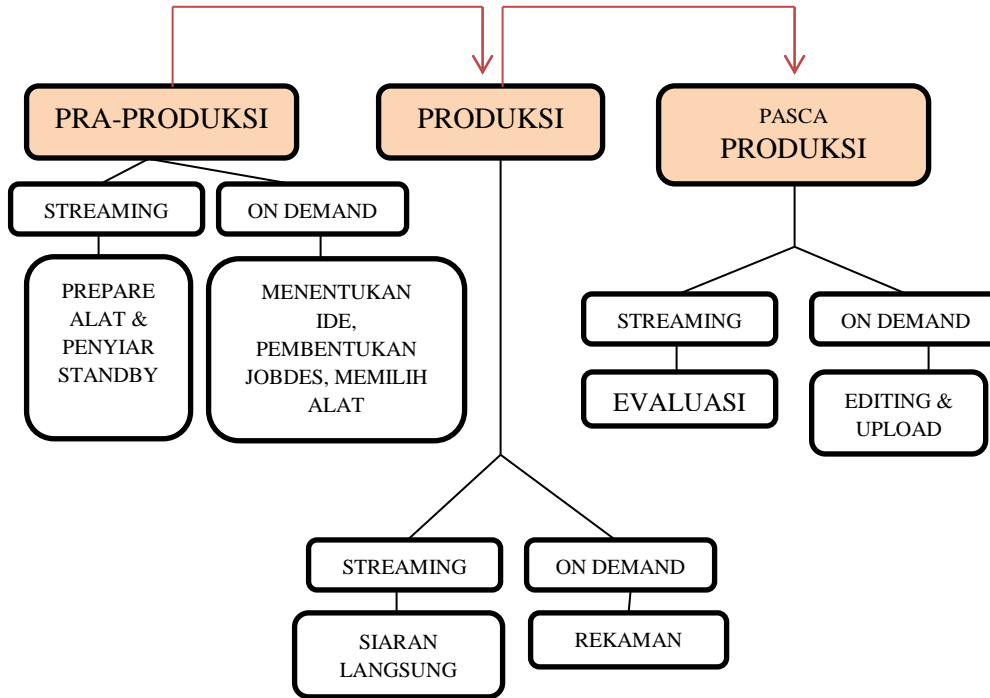 PRA-PRODUKSI
PRODUKSI
PASCA
PRODUKSI
STREAMING
ON DEMAND
PREPARE
ALAT &
PENYIAR
STANDBY
MENENTUKAN
IDE,
PEMBENTUKAN
JOBDES, MEMILIH
ALAT
STREAMING
ON DEMAND
EVALUASI
EDITING &
UPLOAD
STREAMING
ON DEMAND
SIARAN
LANGSUNG
REKAMAN